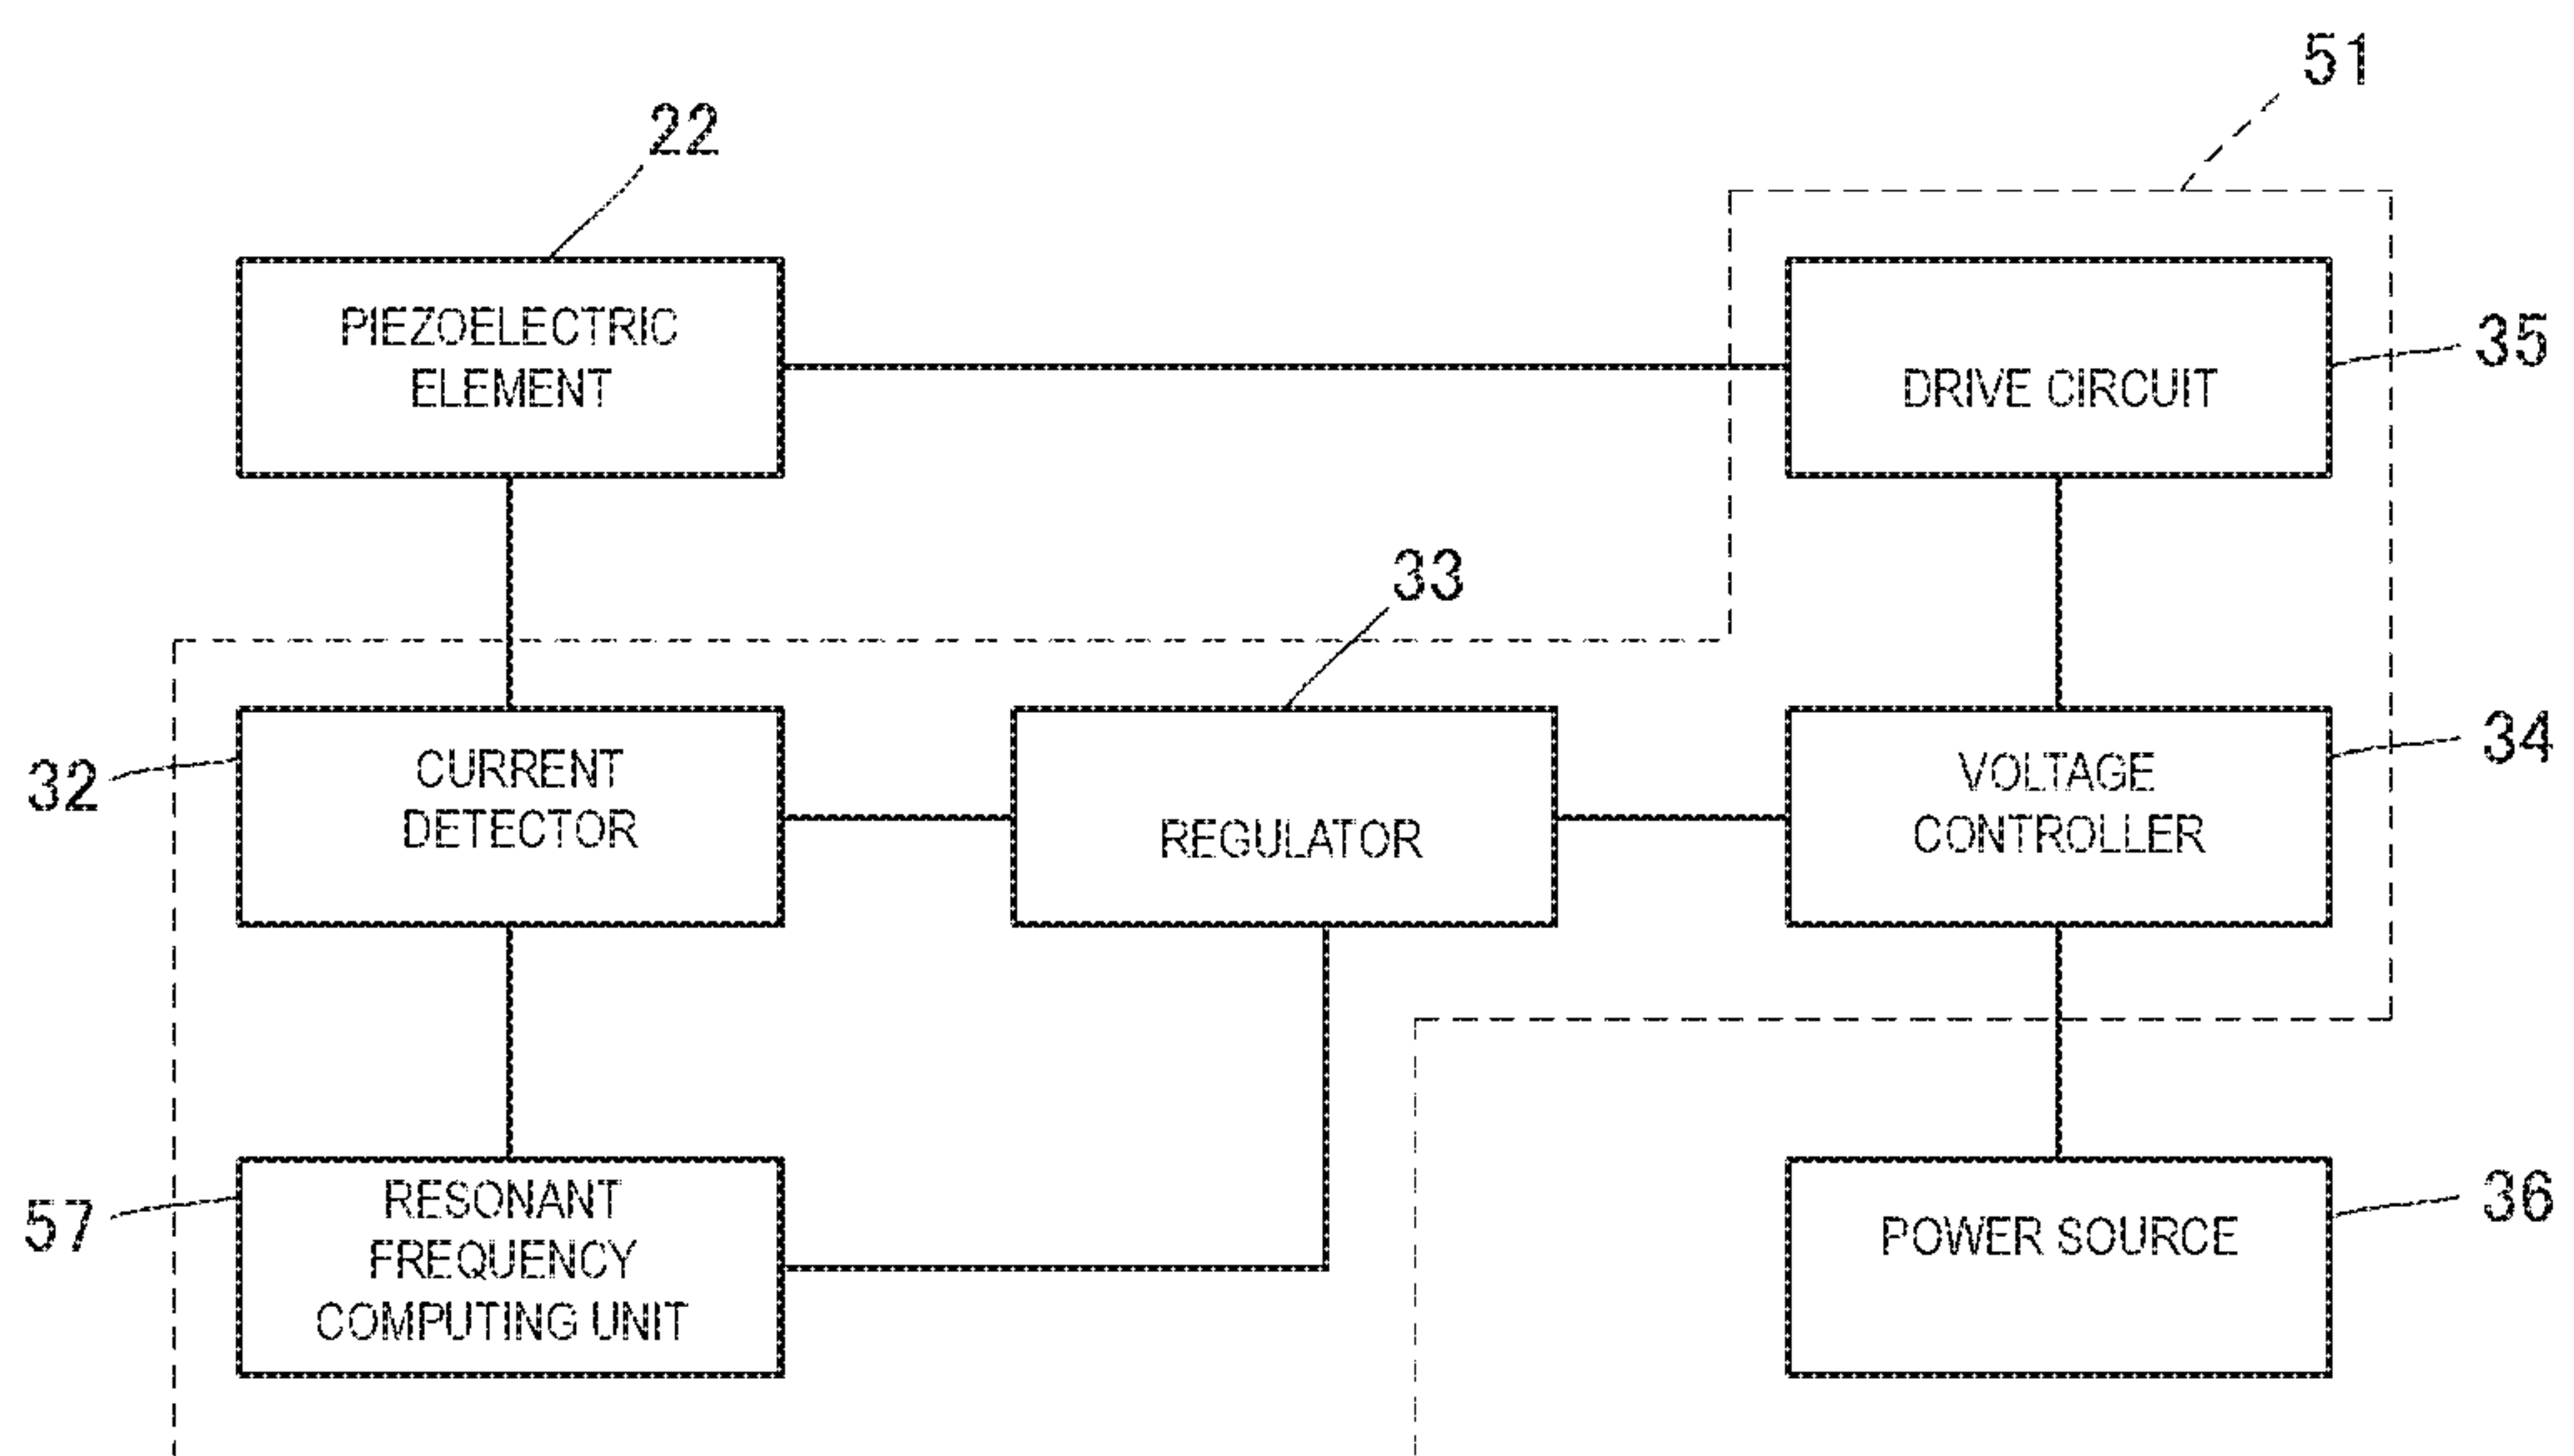 51
22
PIEZOELECTRIC
ELEMENT
DRIVE CIRCUIT
35
33
32
CURRENT
DETECTOR
REGULATOR
VOLTAGE
CONTROLLER
34
57
RESONANT
FREQUENCY
COMPUTING UNIT
POWER SOURCE
36